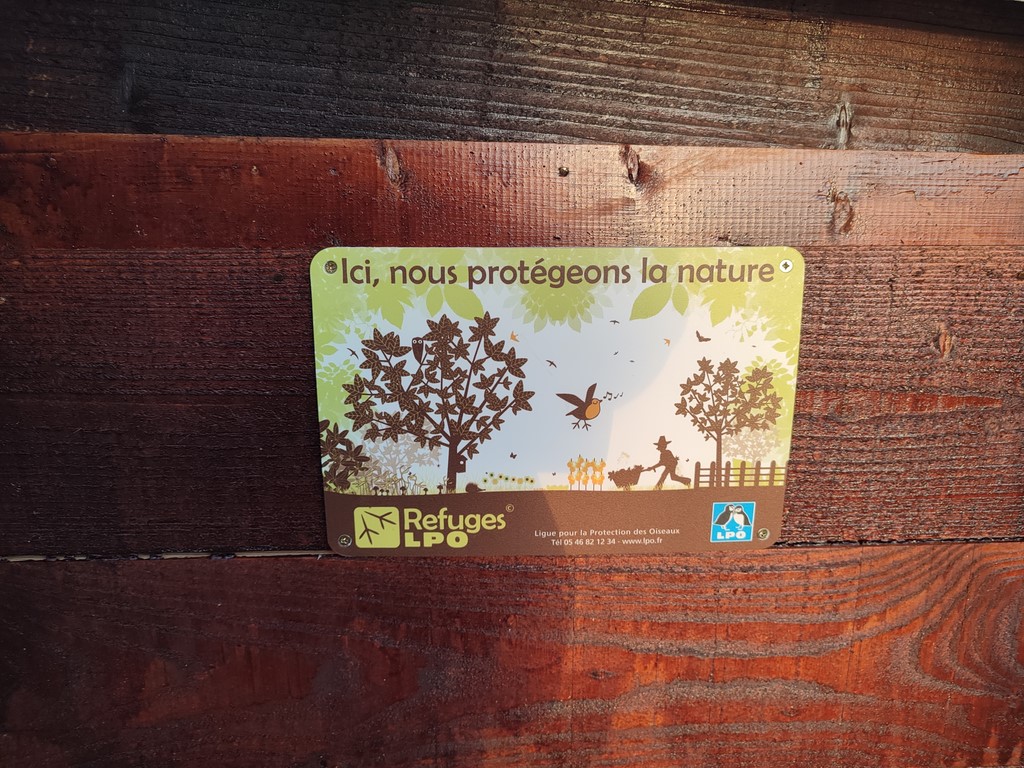 Ici, nous protégeons la nature
Refuges©
LPO
Ligue pour la Protection des Oiseaux
Tél 05 46 82 12 34 - www.lpo.fr
LPO